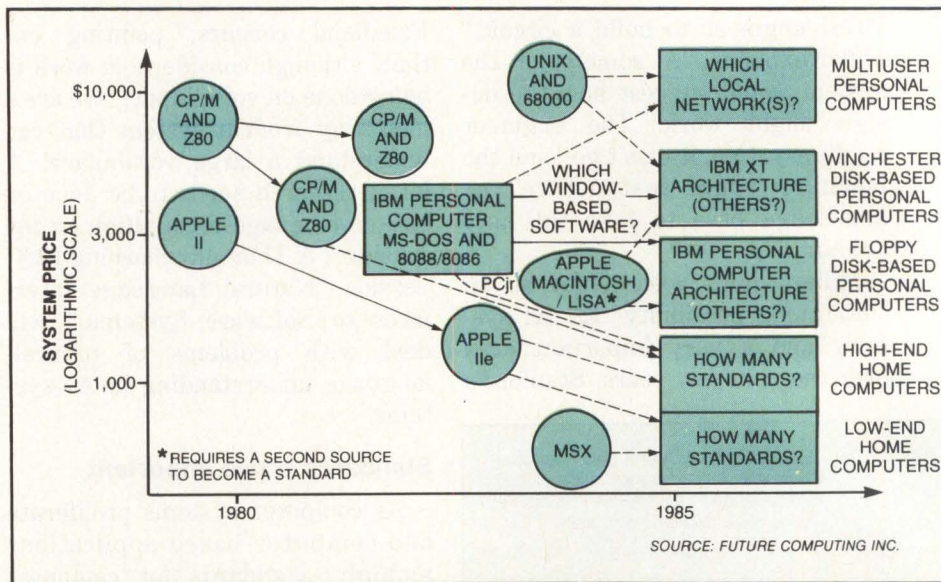 SYSTEM PRICE
(LOGARITHMIC SCALE)
$10,000
3,000
1,000
CP/M
AND
Z80
CP/M
AND
Z80
CP/M
AND
Z80
APPLE
II
IBM PERSONAL
COMPUTER
MS-DOS AND
8088/8086
UNIX
AND
68000
WHICH
WINDOW-
BASED
SOFTWARE?
PCjr
APPLE
MACINTOSH
/ LISA*
APPLE
IIe
MSX
WHICH
LOCAL
NETWORK(S)?
MULTIUSER
PERSONAL
COMPUTERS
IBM XT
ARCHITECTURE
(OTHERS?)
WINCHESTER
DISK-BASED
PERSONAL
COMPUTERS
IBM PERSONAL
COMPUTER
ARCHITECTURE
(OTHERS?)
FLOPPY
DISK-BASED
PERSONAL
COMPUTERS
HOW MANY
STANDARDS?
HIGH-END
HOME
COMPUTERS
HOW MANY
STANDARDS?
LOW-END
HOME
COMPUTERS
* REQUIRES A SECOND SOURCE
TO BECOME A STANDARD
1980
1985
SOURCE: FUTURE COMPUTING INC.